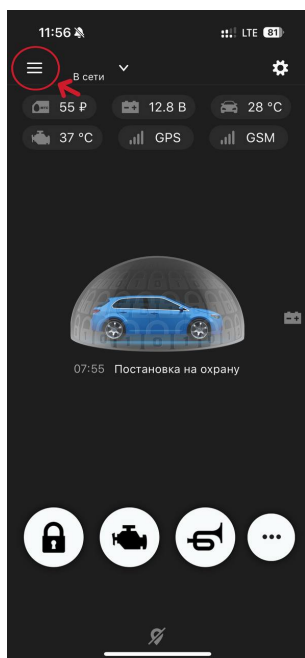 11:56 LTE 81
В сети
55 ₽ 12.8 В 28 °C
37 °C GPS GSM
07:55 Постановка на охрану